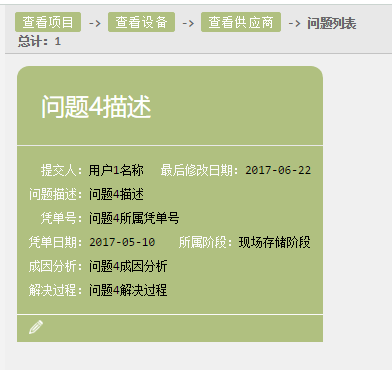 查看项目 -> 查看设备 -> 查看供应商 -> 问题列表
总计: 1
问题4描述
提交人: 用户1名称 最后修改日期: 2017-06-22
问题描述: 问题4描述
凭单号: 问题4所属凭单号
凭单日期: 2017-05-10 所属阶段: 现场存储阶段
成因分析: 问题4成因分析
解决过程: 问题4解决过程